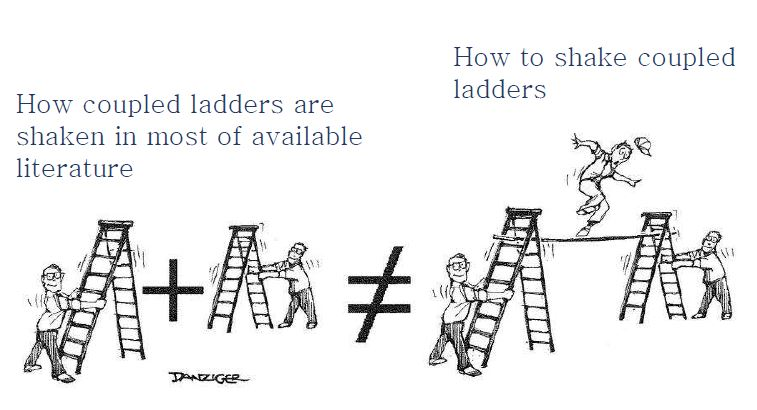 How to shake coupled
ladders
How coupled ladders are
shaken in most of available
literature
+
≠
DANZIGER